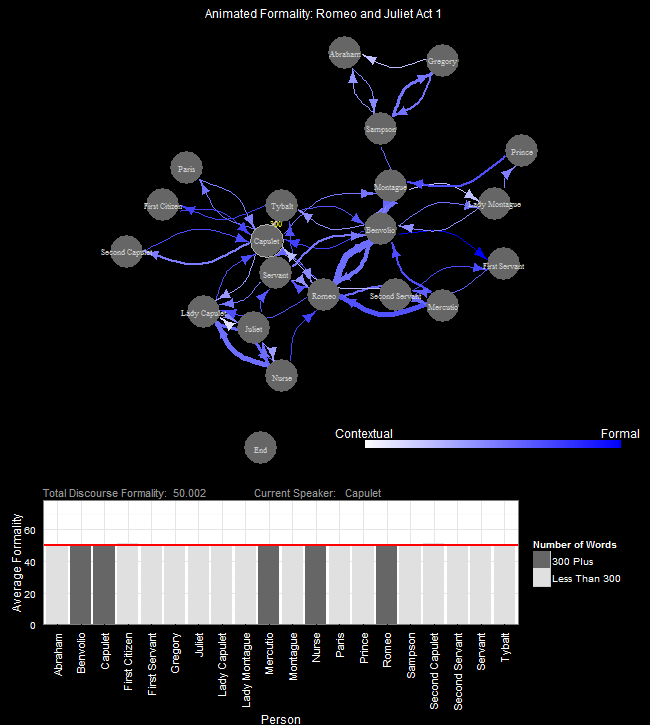 Animated Formality: Romeo and Juliet Act 1
Abraham
Gregory
Sampson
Prince
Paris
Montague
First Citizen
Tybalt
Lady Montague
300
Benvolio
Capulet
Second Capulet
First Servant
Servant
Romeo
Second Servant
Mercutio
Lady Capulet
Juliet
Nurse
Contextual Formal
End
Total Discourse Formality: 50.002 Current Speaker: Capulet
Average Formality
60
40
20
0
Number of Words
300 Plus
Less Than 300
Abraham
Benvolio
Capulet
First Citizen
First Servant
Gregory
Juliet
Lady Capulet
Lady Montague
Mercutio
Montague
Nurse
Paris
Prince
Romeo
Sampson
Second Capulet
Second Servant
Servant
Tybalt
Person